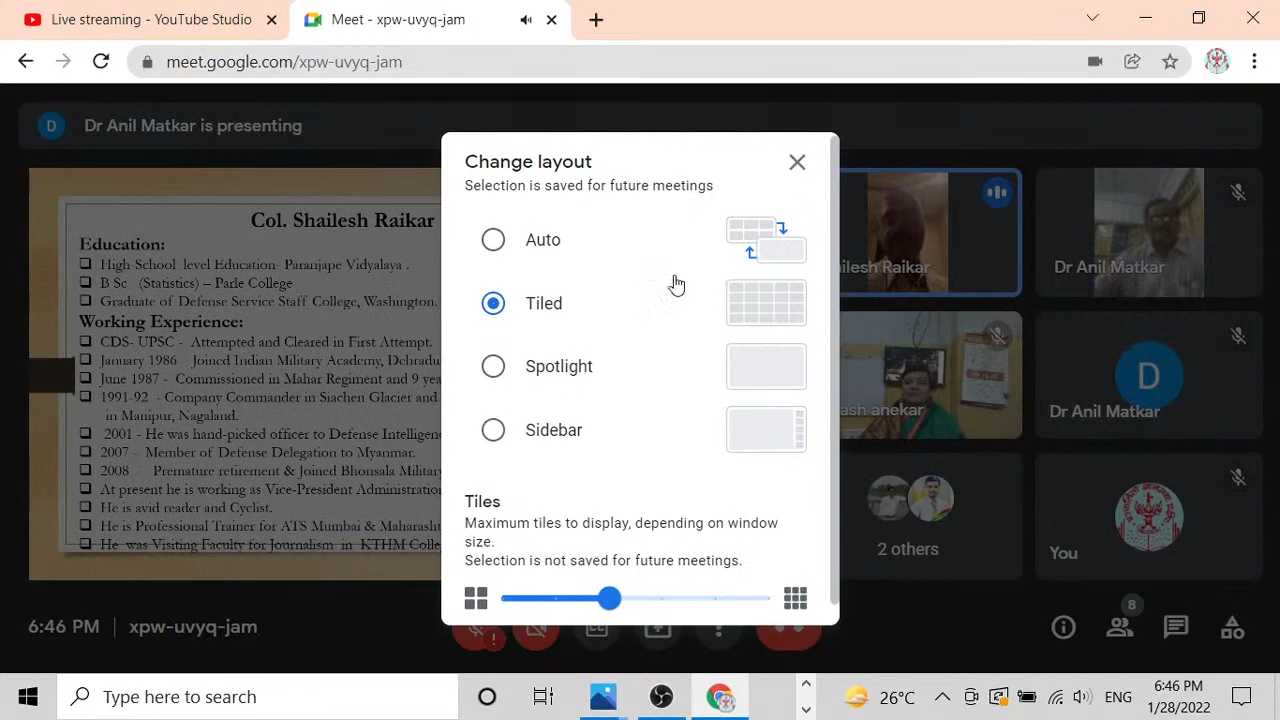 Live streaming - YouTube Studio
Meet - xpw-uvyq-jam
meet.google.com/xpw-uvyq-jam
D Dr Anil Matkar is presenting
Col. Shailesh Raikar
Education:
High-School level Education- Paranjape Vidyalaya .
B Sc (Statistics) – Parle College
Graduate of Defense Service Staff College, Washington.
Working Experience:
CDS- UPSC - Attempted and Cleared in First Attempt.
January 1986 Joined Indian Military Academy, Dehradu
June 1987 - Commissioned in Mahar Regiment and 9 yea
1991-92 - Company Commander in Siachen Glacier and
in Manipur, Nagaland.
2001 - He was hand-picked officer to Defense Intelligenc
2007 - Member of Defense Delegation to Myanmar.
2008 - Premature retirement & Joined Bhonsala Military
At present he is working as Vice-President Administration
He is avid reader and Cyclist.
He is Professional Trainer for ATS Mumbai & Maharasht
He was Visiting Faculty for Journalism in KTHM Colle
Change layout
Selection is saved for future meetings
Auto
Tiled
Spotlight
Sidebar
Tiles
Maximum tiles to display, depending on window
size.
Selection is not saved for future meetings.
ilesh Raikar
Dr Anil Matkar
ash anekar
D
Dr Anil Matkar
2 others
You
6:46 PM xpw-uvyq-jam
!
8
Type here to search
26°C
ENG
6:46 PM
1/28/2022